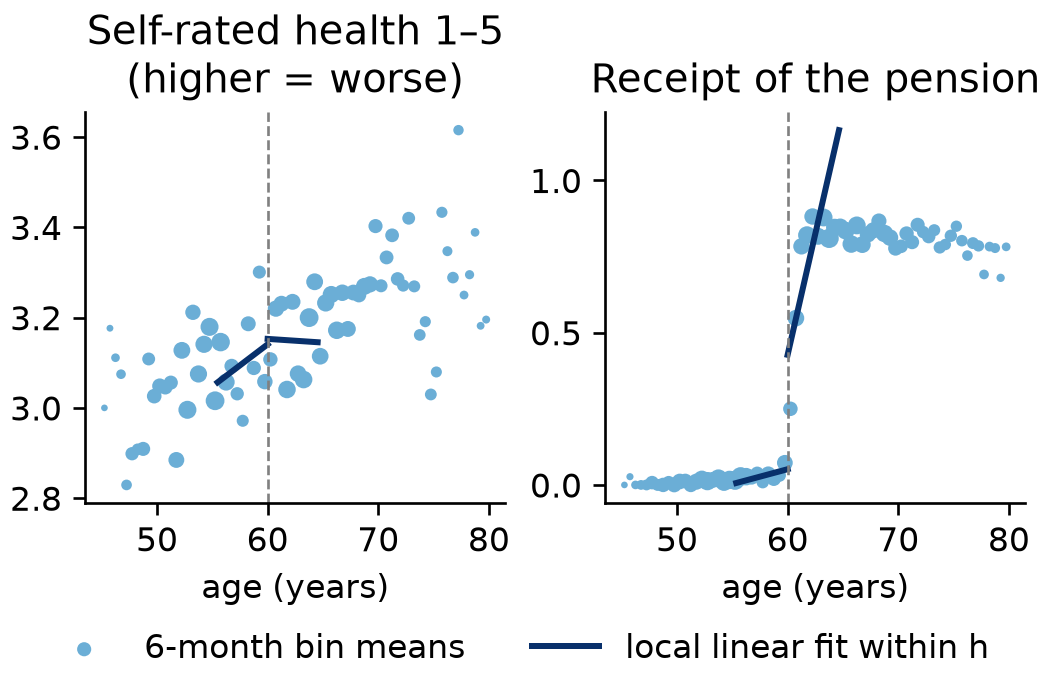 Self-rated health 1–5
(higher = worse)
3.6
3.4
3.2
3.0
2.8
50 60 70 80
age (years)
Receipt of the pension
1.0
0.5
0.0
50 60 70 80
age (years)
6-month bin means
local linear fit within h